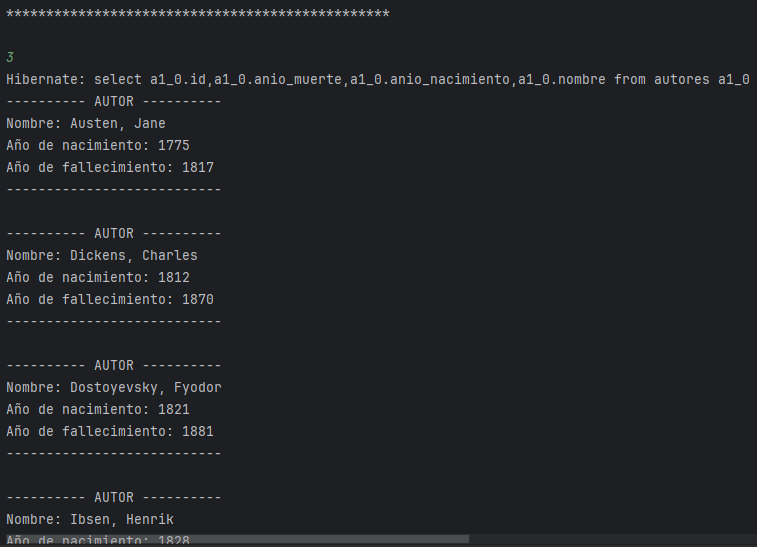 ************************************************
3
Hibernate: select a1_0.id,a1_0.anio_muerte,a1_0.anio_nacimiento,a1_0.nombre from autores a1_0
---------- AUTOR ----------
Nombre: Austen, Jane
Año de nacimiento: 1775
Año de fallecimiento: 1817
---------------------------
---------- AUTOR ----------
Nombre: Dickens, Charles
Año de nacimiento: 1812
Año de fallecimiento: 1870
---------------------------
---------- AUTOR ----------
Nombre: Dostoyevsky, Fyodor
Año de nacimiento: 1821
Año de fallecimiento: 1881
---------------------------
---------- AUTOR ----------
Nombre: Ibsen, Henrik
Año de nacimiento: 1828